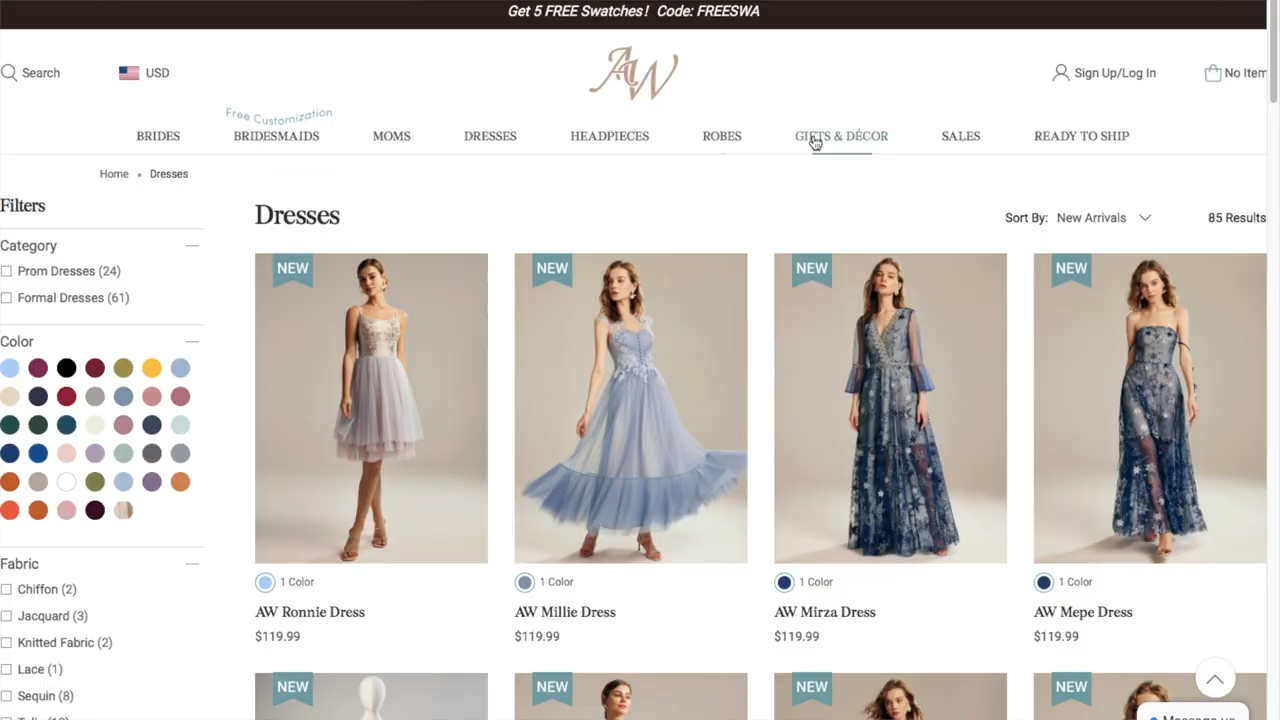 Get 5 FREE Swatches! Code: FREESWA
Search
USD
AW
Sign Up/Log In
No Item
Free Customization
BRIDES
BRIDESMAIDS
MOMS
DRESSES
HEADPIECES
ROBES
GIFTS & DÉCOR
SALES
READY TO SHIP
Home • Dresses
Filters
Category
Prom Dresses (24)
Formal Dresses (61)
Color
Fabric
Chiffon (2)
Jacquard (3)
Knitted Fabric (2)
Lace (1)
Sequin (8)
Dresses
Sort By: New Arrivals
85 Results
NEW
NEW
NEW
NEW
1 Color
1 Color
1 Color
1 Color
AW Ronnie Dress
AW Millie Dress
AW Mirza Dress
AW Mepe Dress
$119.99
$119.99
$119.99
$119.99
NEW
NEW
NEW
NEW
Message us